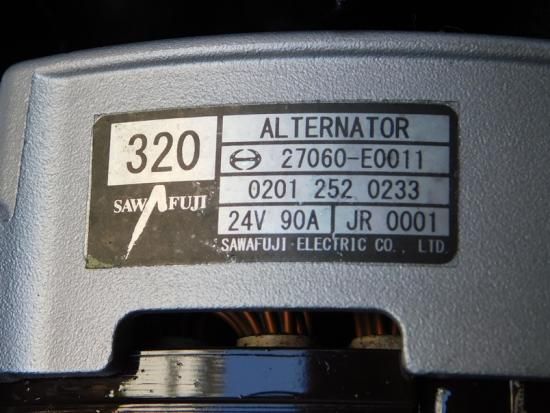 320
SAWAFUJI
ALTERNATOR
27060-E0011
0201 252 0233
24V 90A JR 0001
SAWAFUJI ELECTRIC CO., LTD.